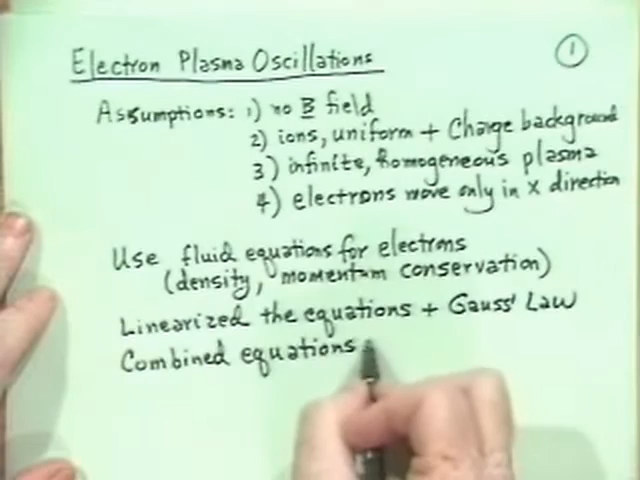 Electron Plasma Oscillations
1
Assumptions: 1) no B field
2) ions, uniform + Charge background
3) infinite, homogeneous plasma
4) electrons move only in x direction
Use fluid equations for electrons
(density, momentum conservation)
Linearized the equations + Gauss' Law
Combined equations